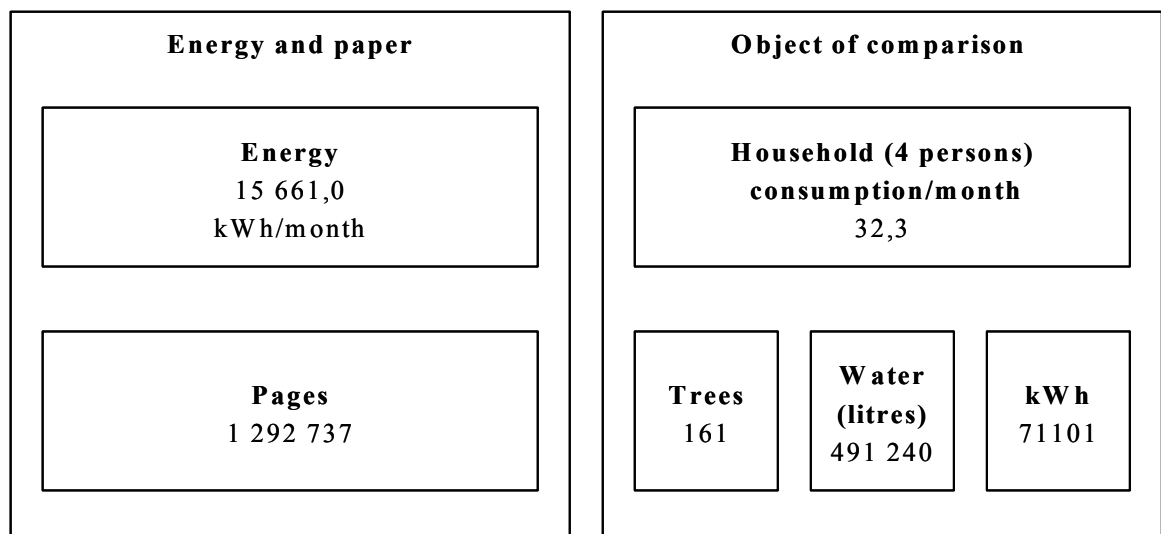 Energy and paper
Energy
15 661,0
kWh/month
Pages
1 292 737
Object of comparison
Household (4 persons)
consumption/month
32,3
Trees
161
Water
(litres)
491 240
kWh
71101